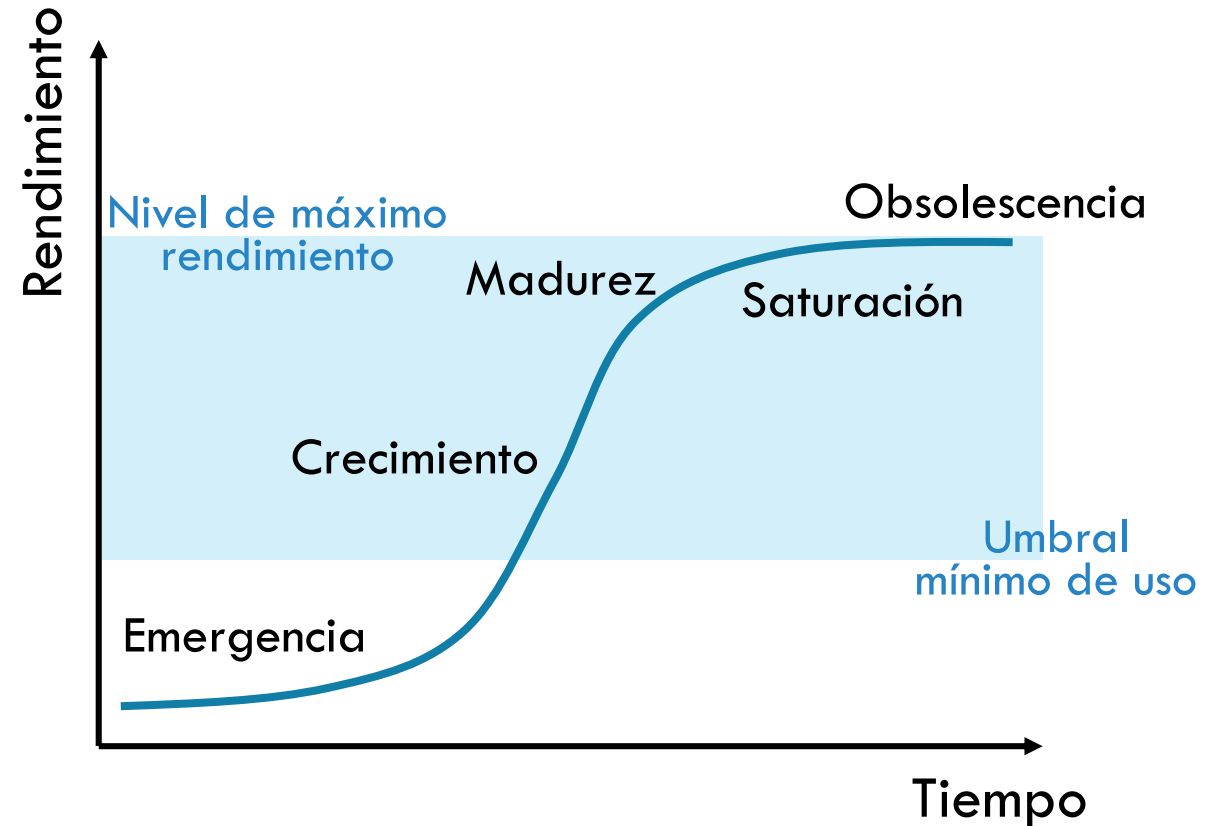 Rendimiento
Nivel de máximo
rendimiento
Obsolescencia
Madurez
Saturación
Crecimiento
Umbral
mínimo de uso
Emergencia
Tiempo